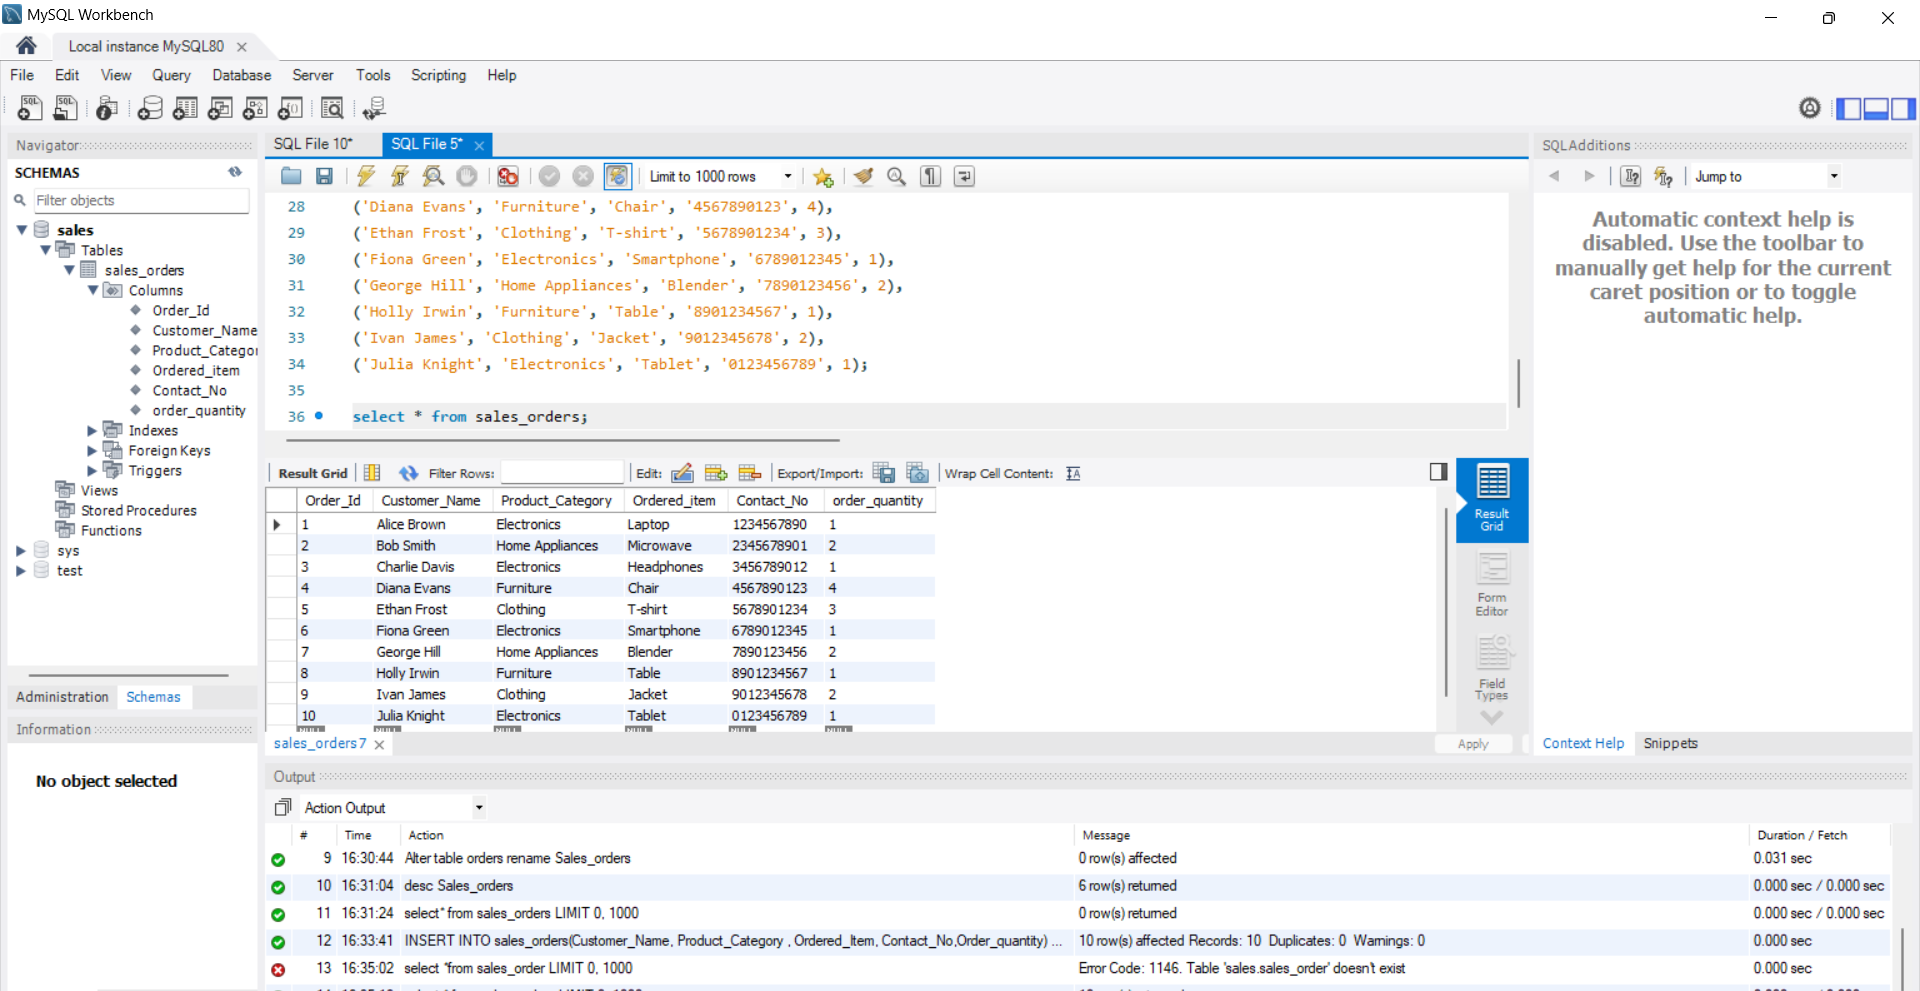 MySQL Workbench
Local instance MySQL80
File Edit View Query Database Server Tools Scripting Help
Navigator
SCHEMAS
Filter objects
sales
Tables
sales_orders
Columns
Order_Id
Customer_Name
Product_Categor
Ordered_item
Contact_No
order_quantity
Indexes
Foreign Keys
Triggers
Views
Stored Procedures
Functions
sys
test
Administration Schemas
Information
No object selected
SQL File 10* SQL File 5*
Limit to 1000 rows
28 ('Diana Evans', 'Furniture', 'Chair', '4567890123', 4),
29 ('Ethan Frost', 'Clothing', 'T-shirt', '5678901234', 3),
30 ('Fiona Green', 'Electronics', 'Smartphone', '6789012345', 1),
31 ('George Hill', 'Home Appliances', 'Blender', '7890123456', 2),
32 ('Holly Irwin', 'Furniture', 'Table', '8901234567', 1),
33 ('Ivan James', 'Clothing', 'Jacket', '9012345678', 2),
34 ('Julia Knight', 'Electronics', 'Tablet', '0123456789', 1);
35
36 select * from sales_orders;
Result Grid Filter Rows: Edit: Export/Import: Wrap Cell Content:
Order_Id Customer_Name Product_Category Ordered_item Contact_No order_quantity
1 Alice Brown Electronics Laptop 1234567890 1
2 Bob Smith Home Appliances Microwave 2345678901 2
3 Charlie Davis Electronics Headphones 3456789012 1
4 Diana Evans Furniture Chair 4567890123 4
5 Ethan Frost Clothing T-shirt 5678901234 3
6 Fiona Green Electronics Smartphone 6789012345 1
7 George Hill Home Appliances Blender 7890123456 2
8 Holly Irwin Furniture Table 8901234567 1
9 Ivan James Clothing Jacket 9012345678 2
10 Julia Knight Electronics Tablet 0123456789 1
Result
Grid
Form
Editor
Field
Types
sales_orders 7
Apply
SQLAdditions
Jump to
Automatic context help is
disabled. Use the toolbar to
manually get help for the current
caret position or to toggle
automatic help.
Context Help Snippets
Output
Action Output
# Time Action Message Duration / Fetch
9 16:30:44 Alter table orders rename Sales_orders 0 row(s) affected 0.031 sec
10 16:31:04 desc Sales_orders 6 row(s) returned 0.000 sec / 0.000 sec
11 16:31:24 select* from sales_orders LIMIT 0, 1000 0 row(s) returned 0.000 sec / 0.000 sec
12 16:33:41 INSERT INTO sales_orders(Customer_Name, Product_Category , Ordered_Item, Contact_No,Order_quantity) ... 10 row(s) affected Records: 10 Duplicates: 0 Warnings: 0 0.000 sec
13 16:35:02 select *from sales_order LIMIT 0, 1000 Error Code: 1146. Table 'sales.sales_order' doesn't exist 0.000 sec